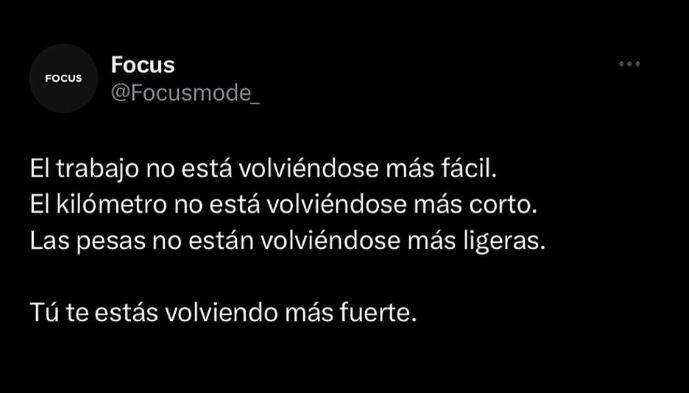 FOCUS
Focus
@Focusmode_
El trabajo no está volviéndose más fácil.
El kilómetro no está volviéndose más corto.
Las pesas no están volviéndose más ligeras.
Tú te estás volviendo más fuerte.